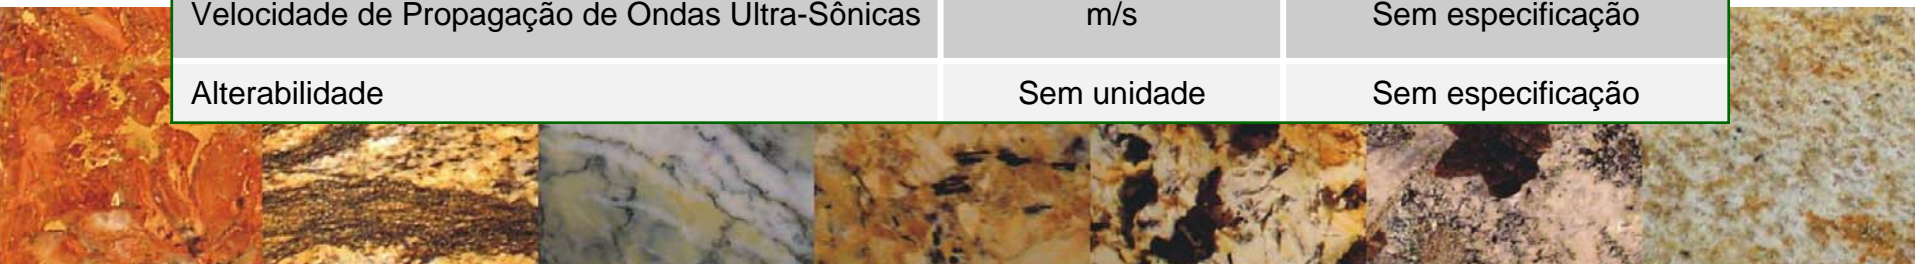 Velocidade de Propagação de Ondas Ultra-Sônicas m/s Sem especificação
Alterabilidade Sem unidade Sem especificação